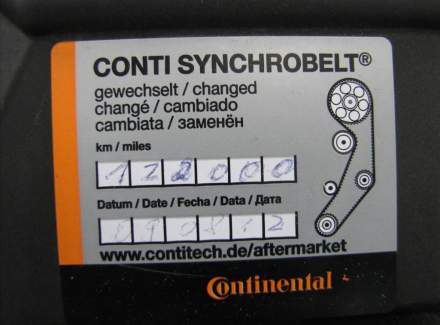 CONTI SYNCHROBELT®
gewechselt / changed
changé / cambiado
cambiata / заменён
km / miles
122000
Datum / Date / Fecha / Data / Дата
www.contitech.de/aftermarket
Continental